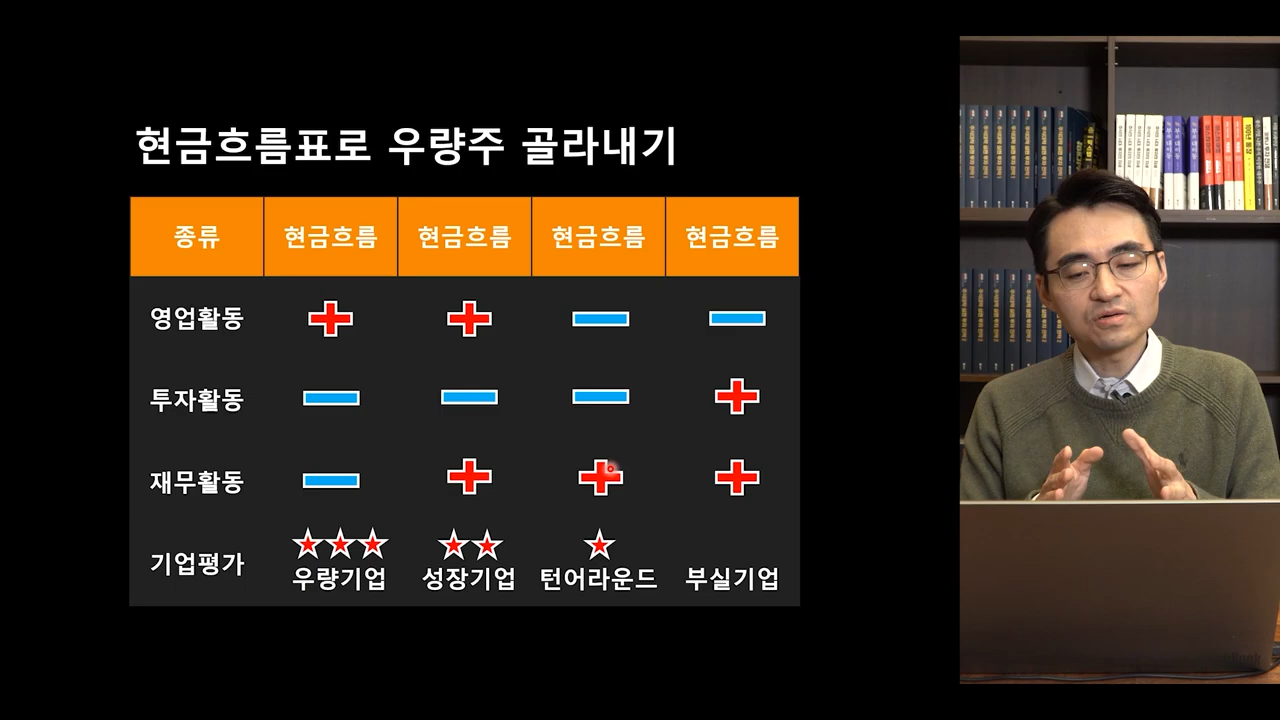 현금흐름표로 우량주 골라내기
종류 현금흐름 현금흐름 현금흐름 현금흐름
영업활동
투자활동
재무활동
기업평가
우량기업 성장기업 턴어라운드 부실기업